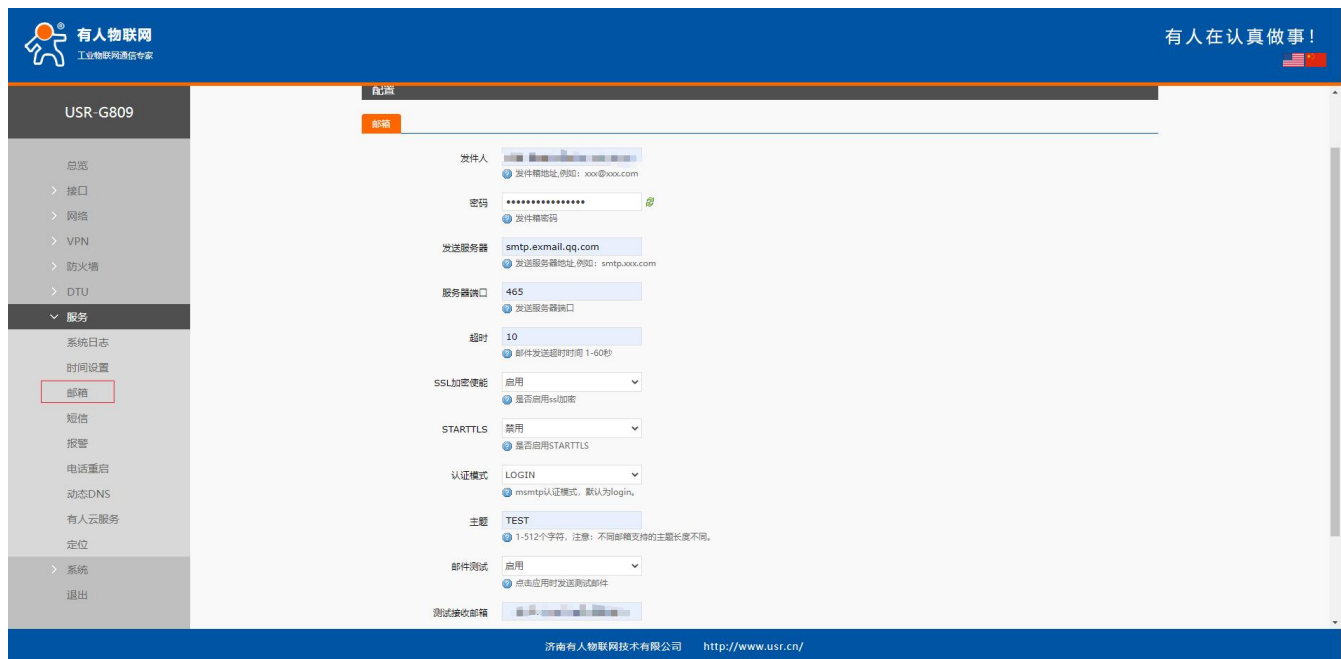 有人物联网
工业物联网通信专家
有人在认真做事!
USR-G809
总览
接口
网络
VPN
防火墙
DTU
服务
系统日志
时间设置
邮箱
短信
报警
电话重启
动态DNS
有人云服务
定位
系统
退出
配置
邮箱
发件人
发件箱地址,例如：xxx@xxx.com
密码 ••••••••••••••••
发件箱密码
发送服务器 smtp.exmail.qq.com
发送服务器地址,例如：smtp.xxx.com
服务器端口 465
发送服务器端口
超时 10
邮件发送超时时间 1-60秒
SSL加密使能 启用
是否启用ssl加密
STARTTLS 禁用
是否启用STARTTLS
认证模式 LOGIN
msmtp认证模式，默认为login。
主题 TEST
1-512个字符，注意：不同邮箱支持的主题长度不同。
邮件测试 启用
点击应用时发送测试邮件
测试接收邮箱
济南有人物联网技术有限公司 http://www.usr.cn/